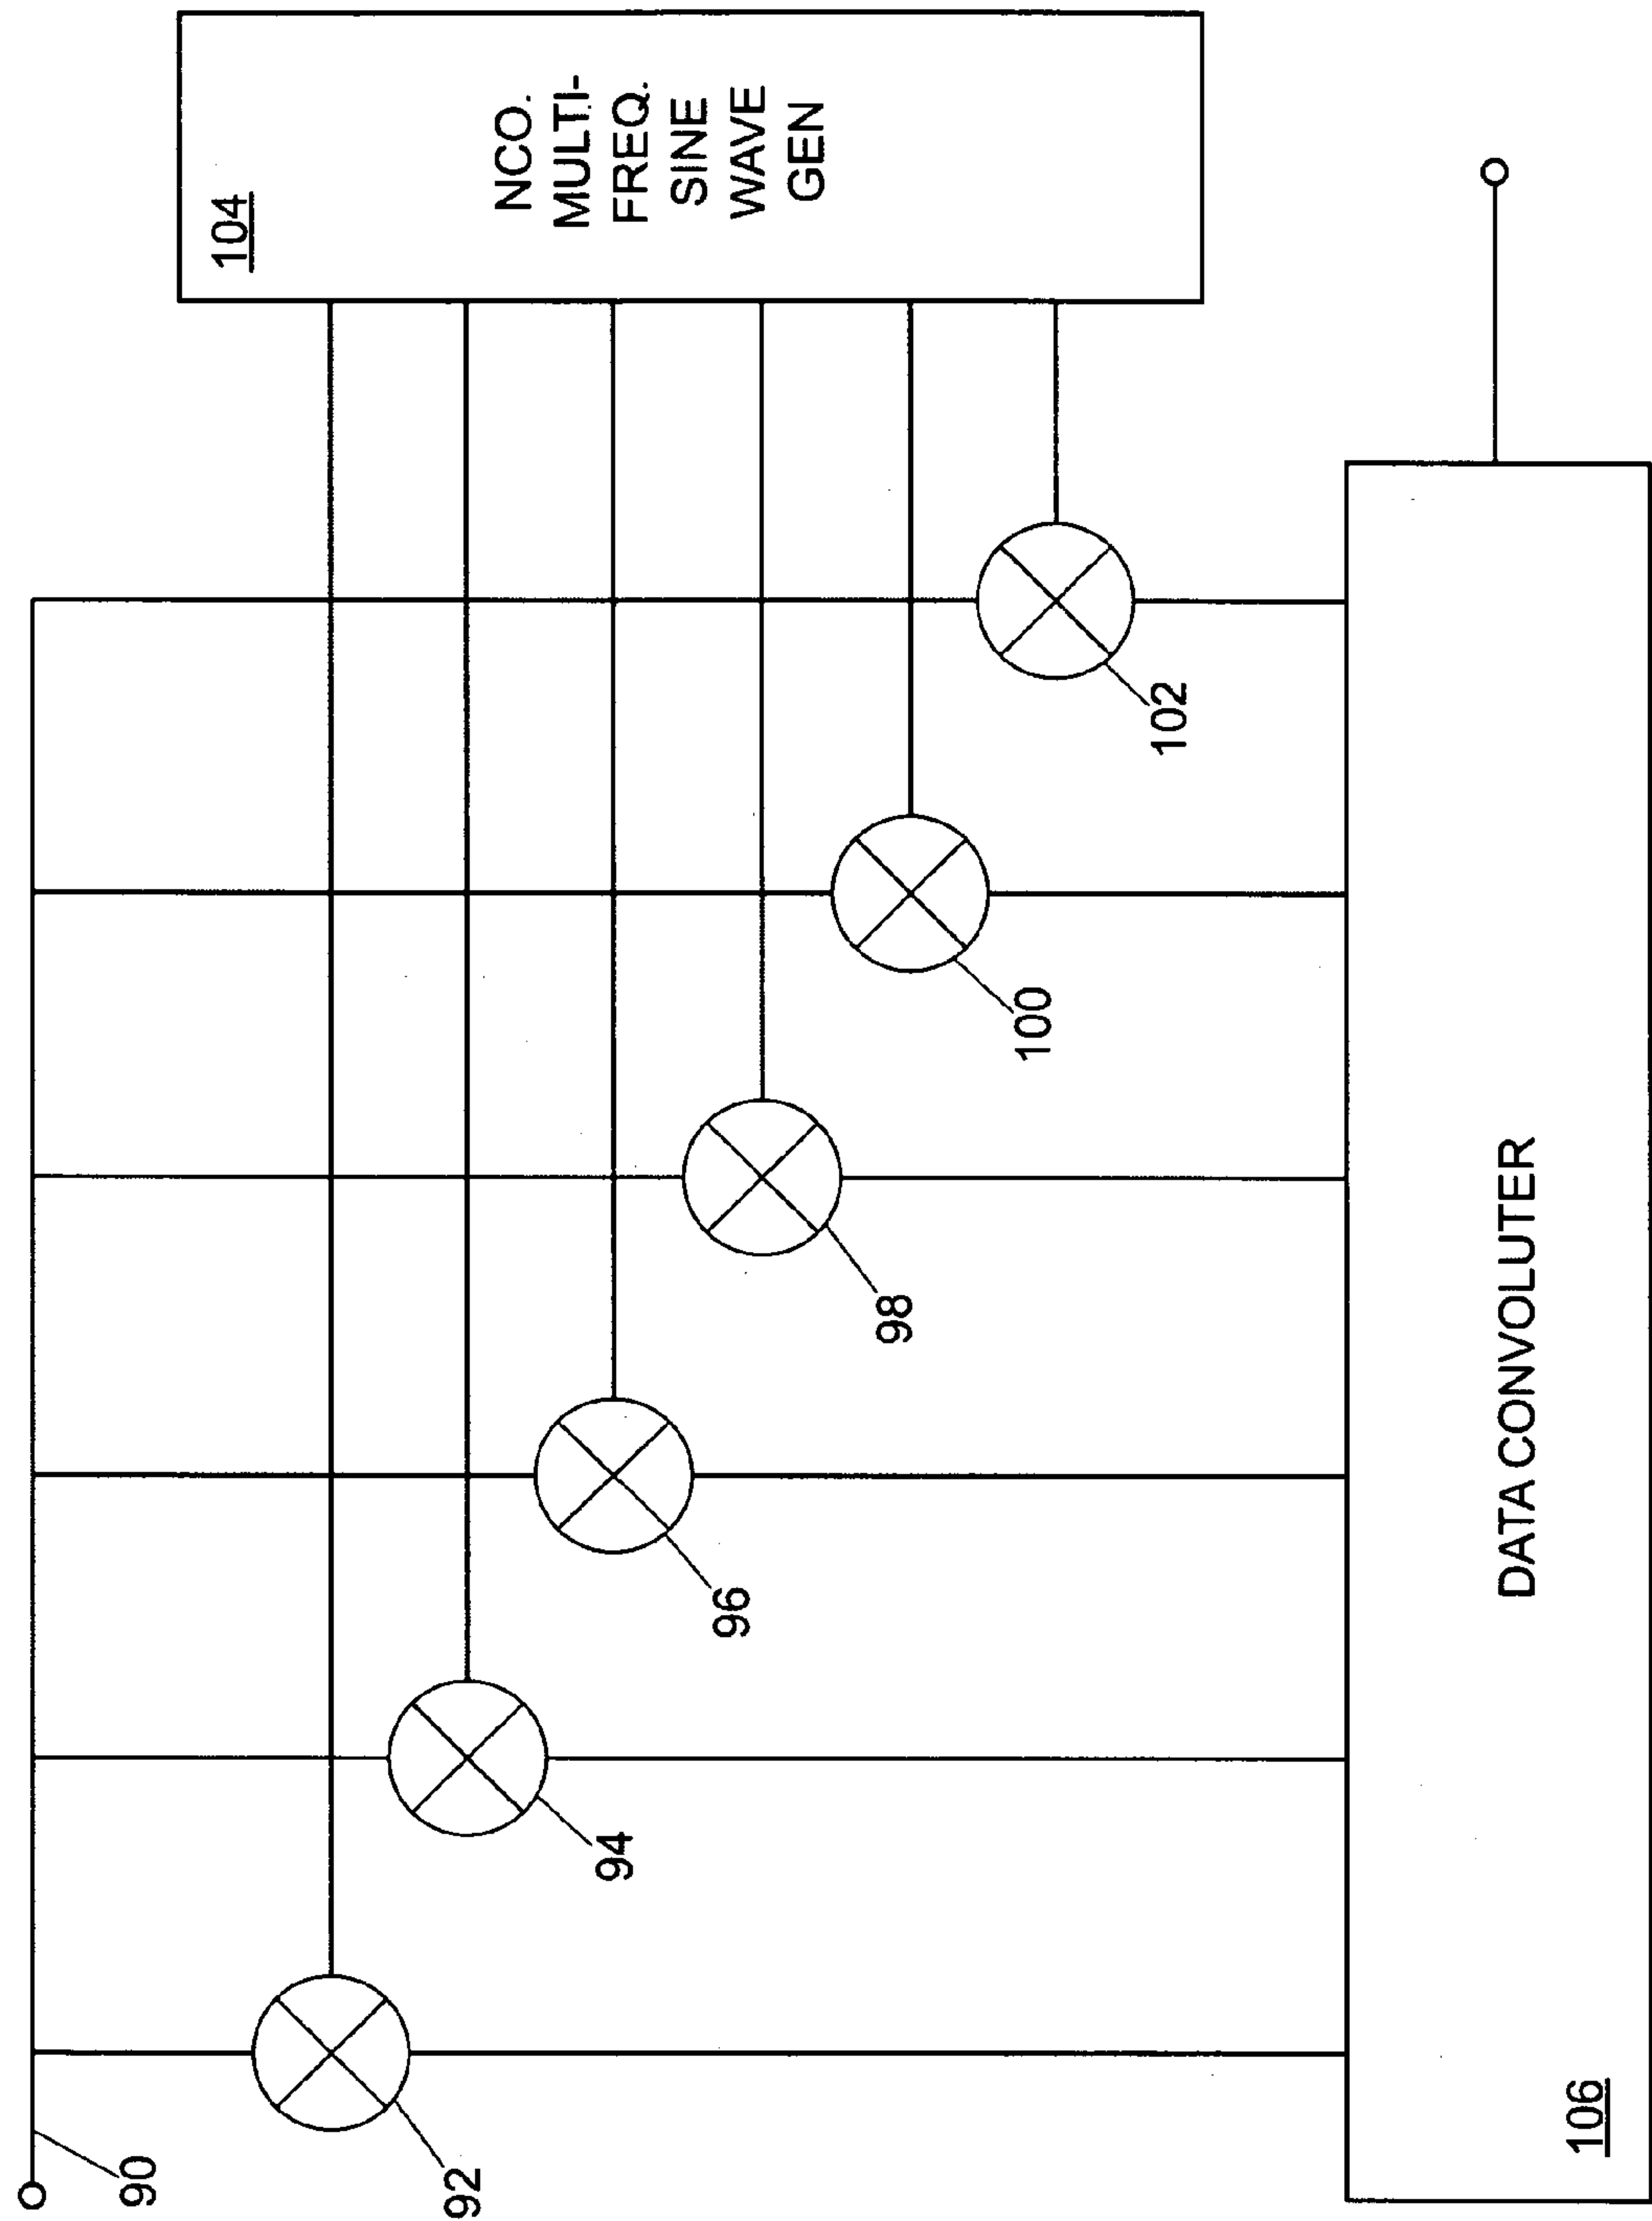 104
NCO.
MULTI-
FREQ.
SINE
WAVE
GEN
90
92
94
96
98
100
102
DATA CONVOLUTER
106